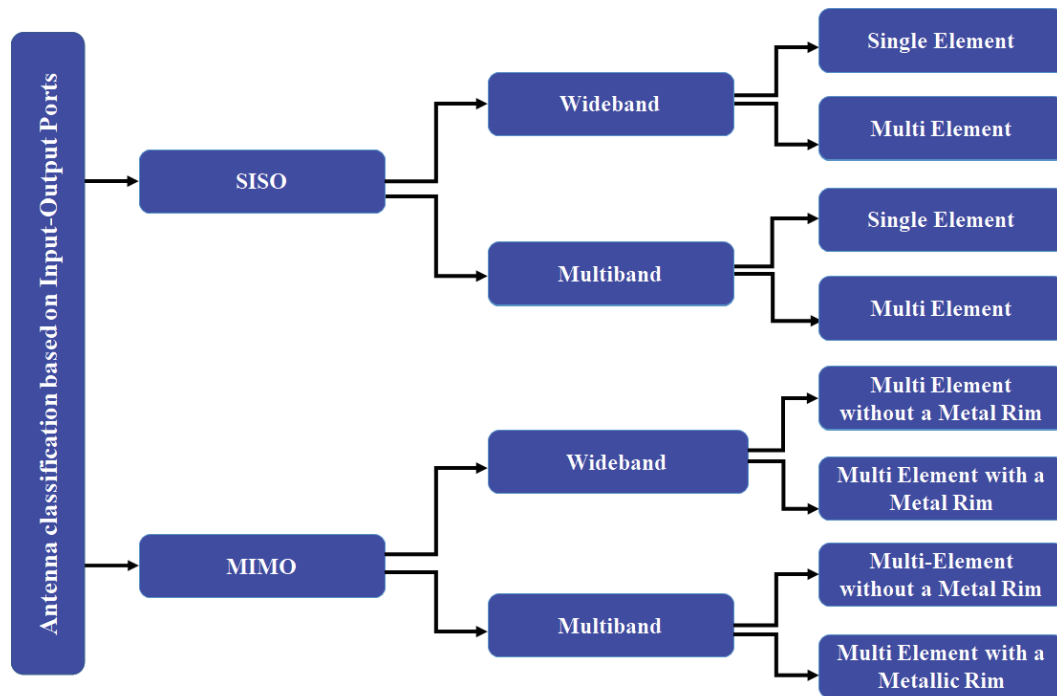 Antenna classification based on Input-Output Ports
SISO
Wideband
Single Element
Multi Element
Multiband
Single Element
Multi Element
MIMO
Wideband
Multi Element
without a Metal Rim
Multi Element with a
Metal Rim
Multiband
Multi-Element
without a Metal Rim
Multi Element with a
Metallic Rim